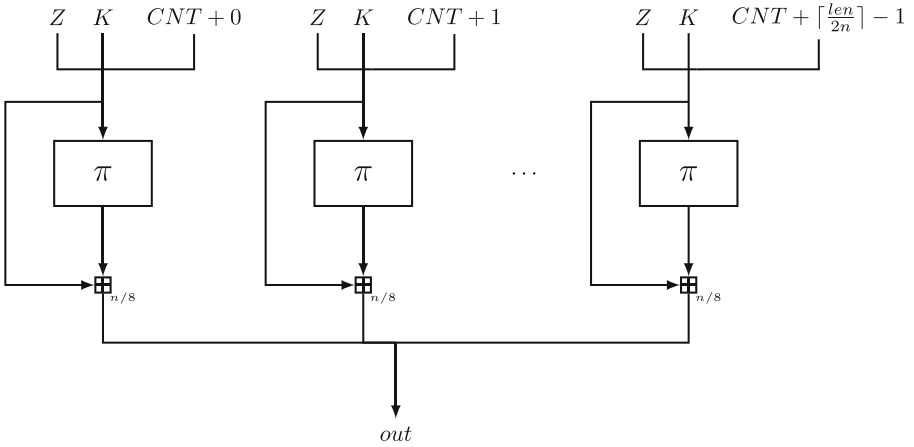 Z K CNT + 0 Z K CNT + 1 Z K CNT + ⌈len/2n⌉ − 1
π π ⋯ π
n/8 n/8 n/8
out